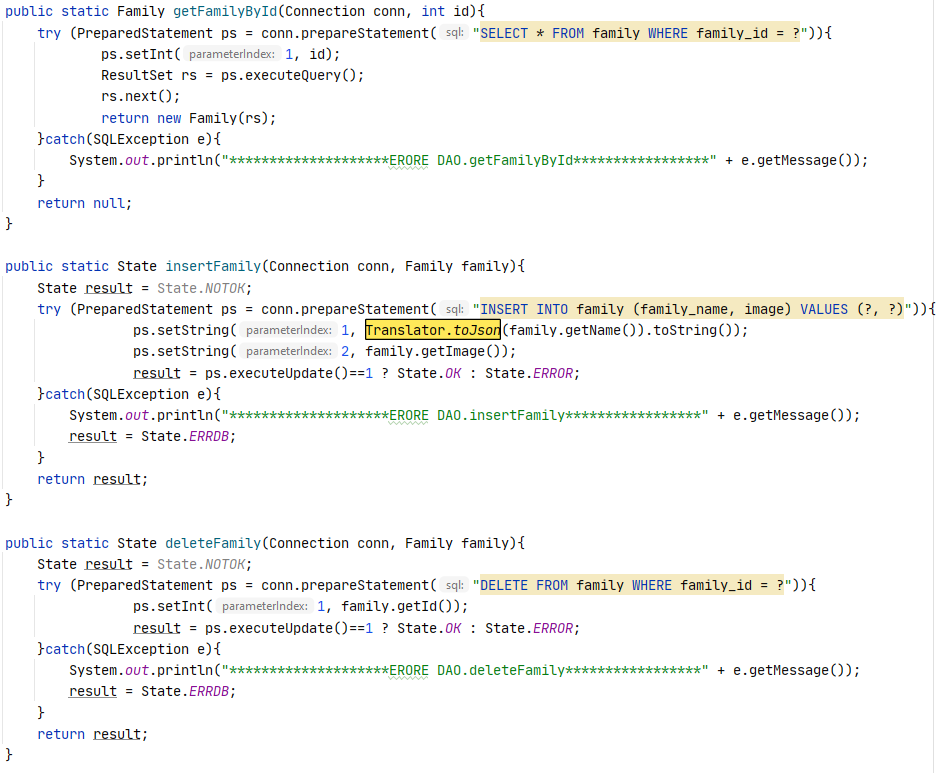 public static Family getFamilyById(Connection conn, int id){
    try (PreparedStatement ps = conn.prepareStatement( sql: "SELECT * FROM family WHERE family_id = ?")){
            ps.setInt( parameterIndex: 1, id);
            ResultSet rs = ps.executeQuery();
            rs.next();
            return new Family(rs);
    }catch(SQLException e){
        System.out.println("********************ERORE DAO.getFamilyById*****************" + e.getMessage());
    }
    return null;
}

public static State insertFamily(Connection conn, Family family){
    State result = State.NOTOK;
    try (PreparedStatement ps = conn.prepareStatement( sql: "INSERT INTO family (family_name, image) VALUES (?, ?)")){
                ps.setString( parameterIndex: 1, Translator.toJson(family.getName()).toString());
                ps.setString( parameterIndex: 2, family.getImage());
                result = ps.executeUpdate()==1 ? State.OK : State.ERROR;
    }catch(SQLException e){
        System.out.println("********************ERORE DAO.insertFamily*****************" + e.getMessage());
        result = State.ERRDB;
    }
    return result;
}

public static State deleteFamily(Connection conn, Family family){
    State result = State.NOTOK;
    try (PreparedStatement ps = conn.prepareStatement( sql: "DELETE FROM family WHERE family_id = ?")){
                ps.setInt( parameterIndex: 1, family.getId());
                result = ps.executeUpdate()==1 ? State.OK : State.ERROR;
    }catch(SQLException e){
        System.out.println("********************ERORE DAO.deleteFamily*****************" + e.getMessage());
        result = State.ERRDB;
    }
    return result;
}